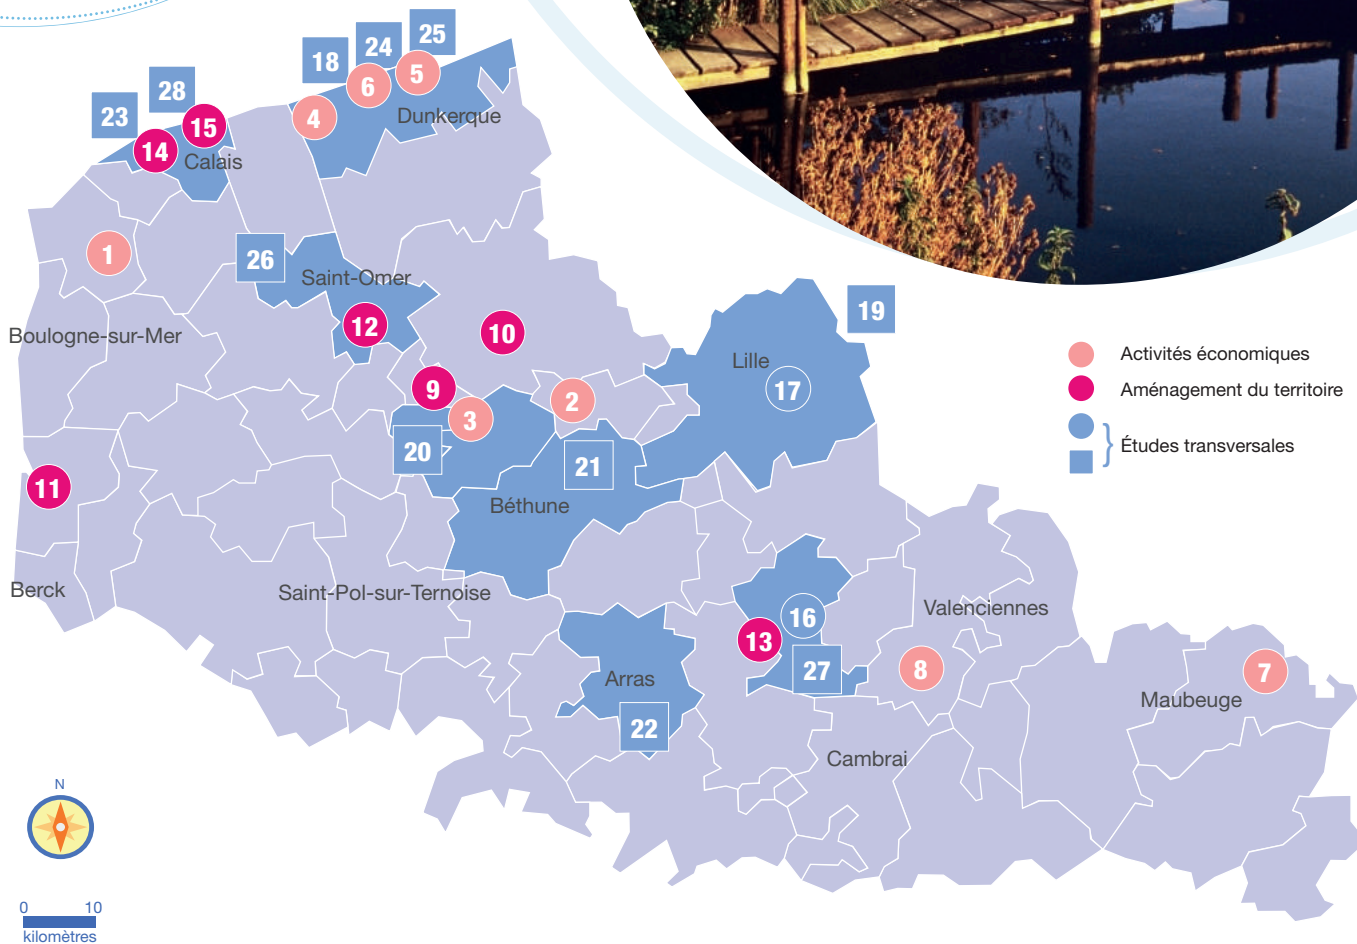 25
24
18
5
6
28
4
Dunkerque
23
15
14
Calais
1
26
Saint-Omer
19
12
10
Boulogne-sur-Mer
Activités économiques
Lille
17
9
2
Aménagement du territoire
3
20
21
Études transversales
11
Béthune
Berck
Saint-Pol-sur-Ternoise
16
Valenciennes
13
27
8
7
Arras
Maubeuge
22
Cambrai
N
0 10
kilomètres